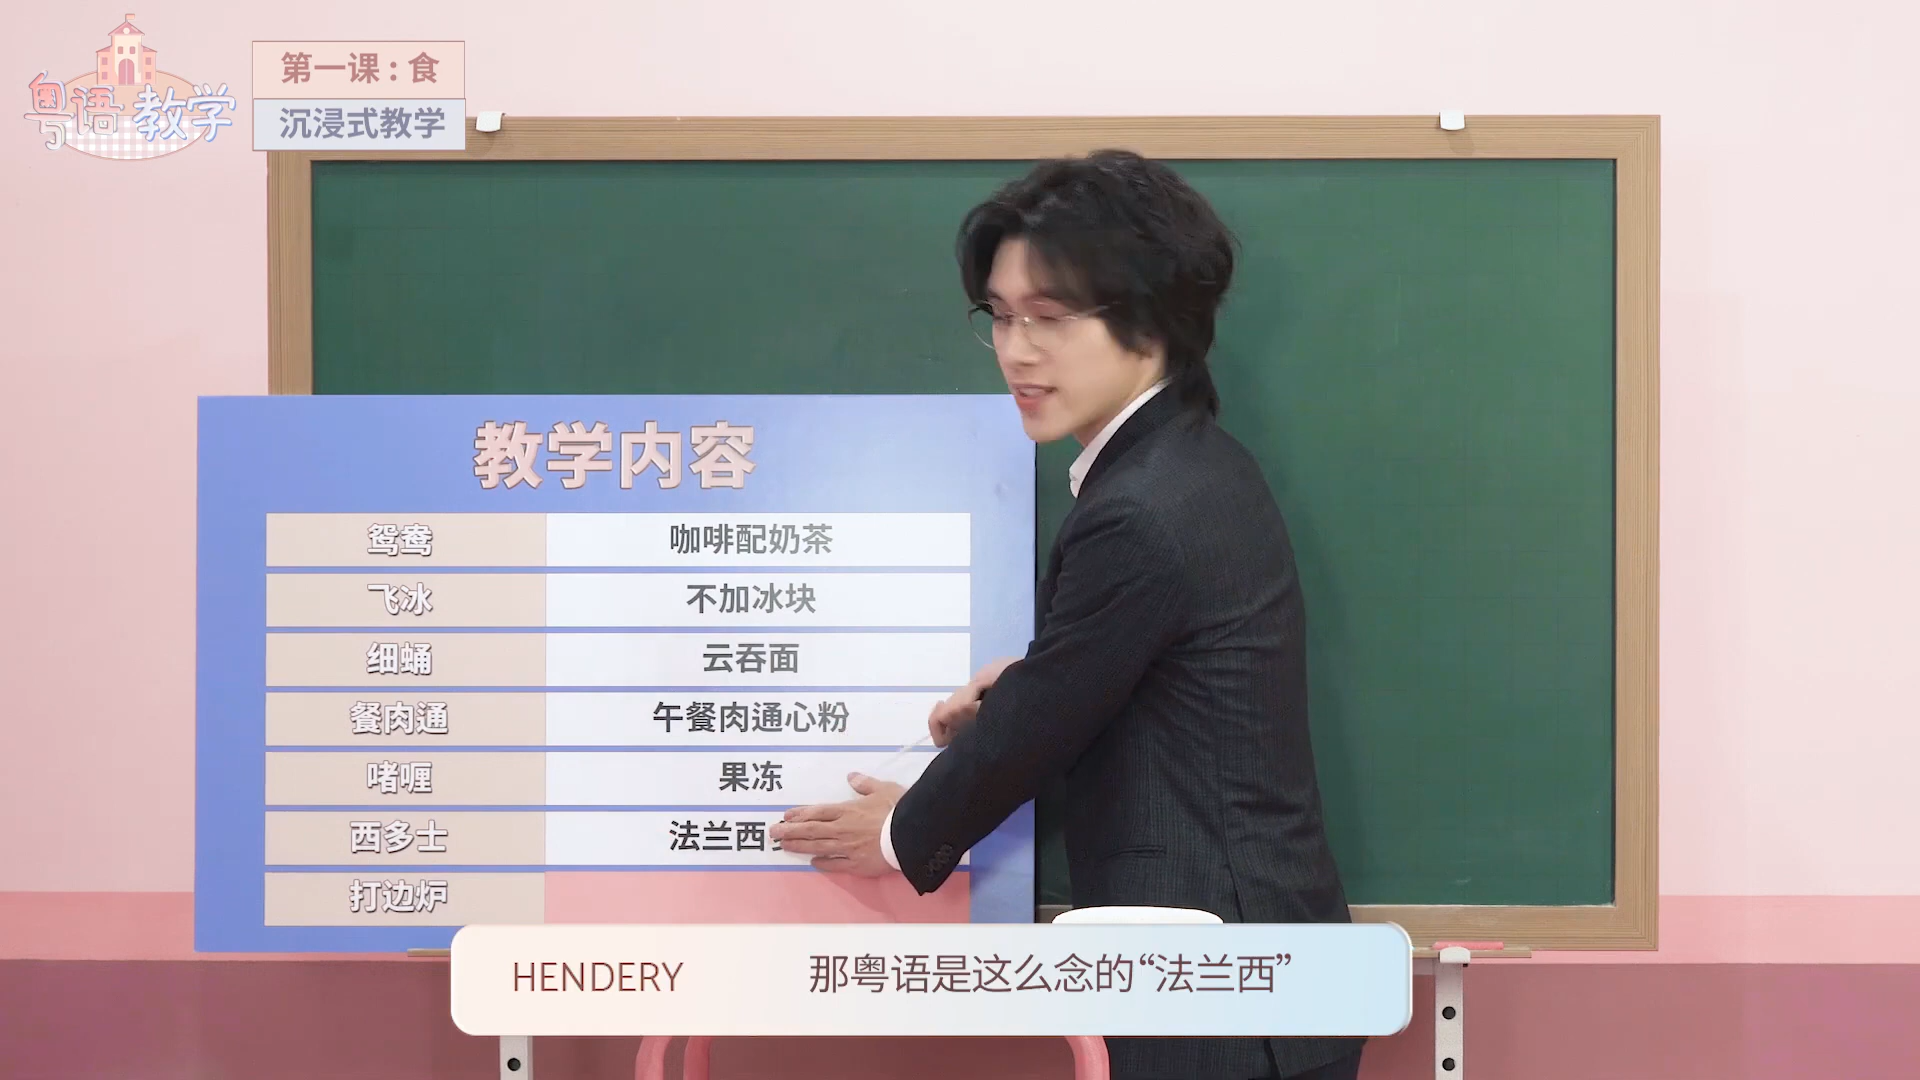 粤语教学
第一课:食
沉浸式教学
教学内容
鸳鸯 咖啡配奶茶
飞冰 不加冰块
细蛹 云吞面
餐肉通 午餐肉通心粉
啫喱 果冻
西多士 法兰西
打边炉
HENDERY 那粤语是这么念的“法兰西”